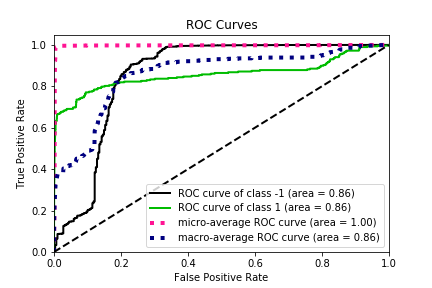 ROC Curves
True Positive Rate
1.0
0.8
0.6
0.4
0.2
0.0
ROC curve of class -1 (area = 0.86)
ROC curve of class 1 (area = 0.86)
micro-average ROC curve (area = 1.00)
macro-average ROC curve (area = 0.86)
0.0 0.2 0.4 0.6 0.8 1.0
False Positive Rate